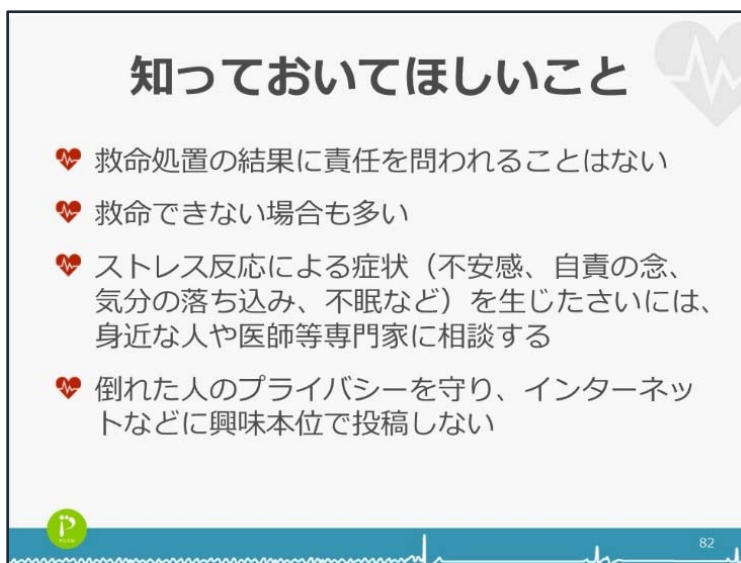 知っておいてほしいこと
救命処置の結果に責任を問われることはない
救命できない場合も多い
ストレス反応による症状（不安感、自責の念、
気分の落ち込み、不眠など）を生じたさいには、
身近な人や医師等専門家に相談する
倒れた人のプライバシーを守り、インターネッ
トなどに興味本位で投稿しない
82